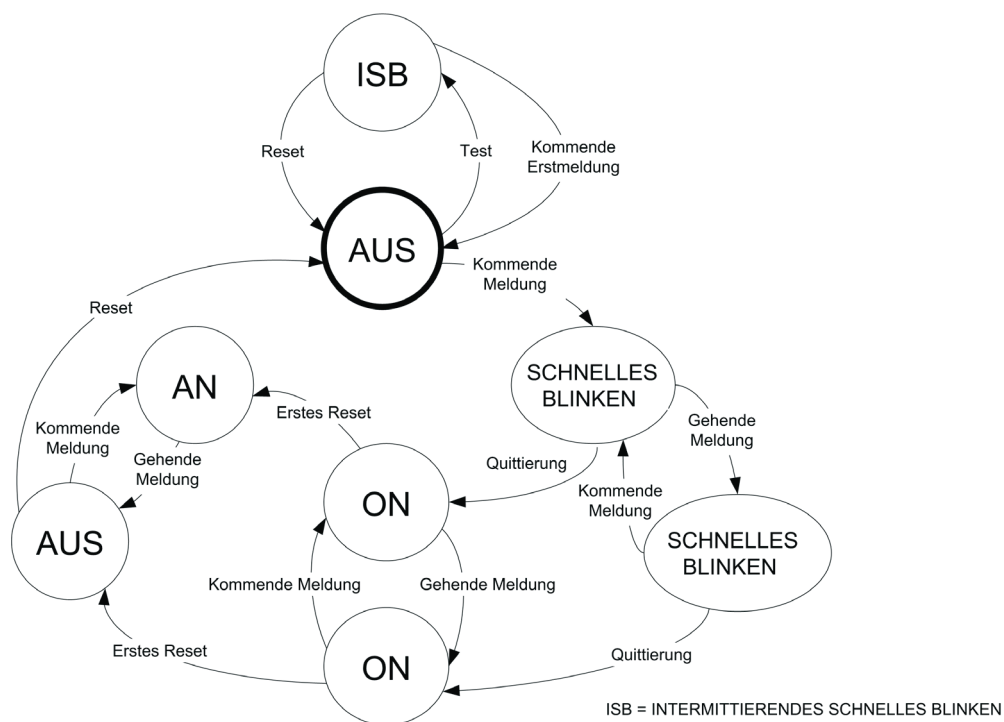 ISB
Reset
Test
Kommende
Erstmeldung
AUS
Kommende
Meldung
Reset
AN
SCHNELLES
BLINKEN
Erstes Reset
Kommende
Meldung
Gehende
Meldung
Gehende
Meldung
Quittierung
Kommende
Meldung
ON
AUS
SCHNELLES
BLINKEN
Kommende Meldung
Gehende Meldung
Erstes Reset
ON
Quittierung
ISB = INTERMITTIERENDES SCHNELLES BLINKEN